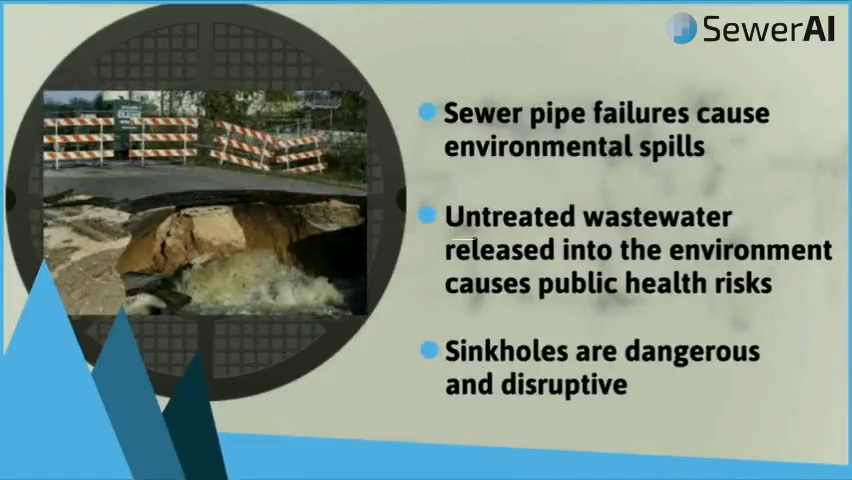 SewerAI
Sewer pipe failures cause
environmental spills
Untreated wastewater
released into the environment
causes public health risks
Sinkholes are dangerous
and disruptive